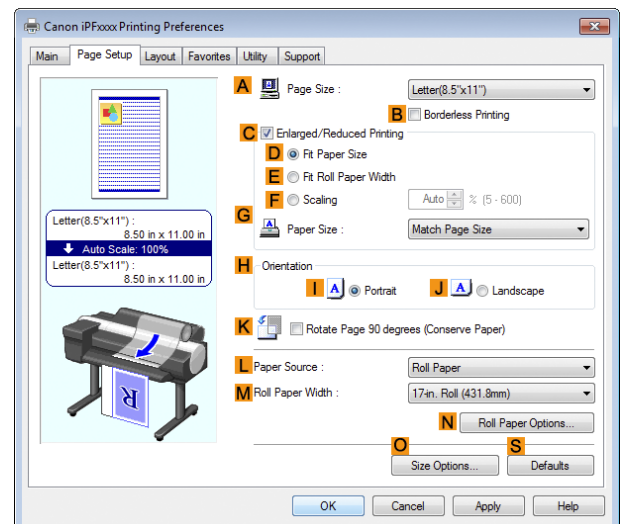 Canon iPFxxxx Printing Preferences
Main Page Setup Layout Favorites Utility Support
A Page Size : Letter(8.5"x11")
B Borderless Printing
C Enlarged/Reduced Printing
D Fit Paper Size
E Fit Roll Paper Width
F Scaling Auto % (5 - 600)
G Paper Size : Match Page Size
Letter(8.5"x11") :
8.50 in x 11.00 in
Auto Scale: 100%
Letter(8.5"x11") :
8.50 in x 11.00 in
H Orientation
I A Portrait J A Landscape
K Rotate Page 90 degrees (Conserve Paper)
L Paper Source : Roll Paper
M Roll Paper Width : 17-in. Roll (431.8mm)
N Roll Paper Options...
O S
Size Options... Defaults
R
OK Cancel Apply Help